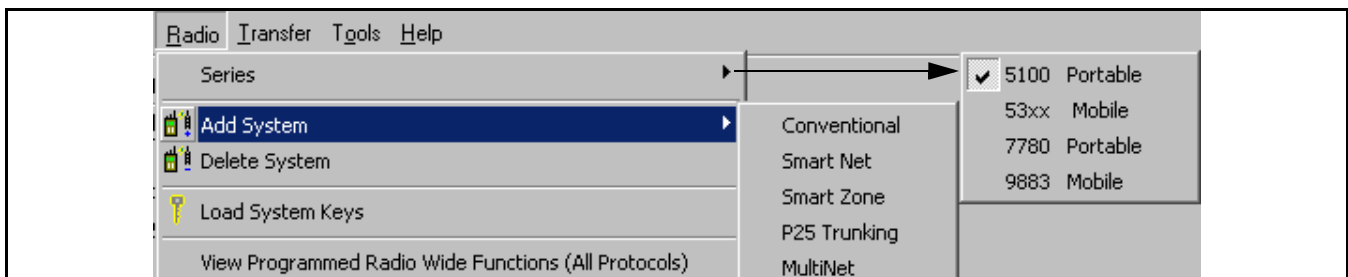 Radio Transfer Tools Help
Series
Add System
Delete System
Load System Keys
View Programmed Radio Wide Functions (All Protocols)
Conventional
Smart Net
Smart Zone
P25 Trunking
MultiNet
5100 Portable
53xx Mobile
7780 Portable
9883 Mobile